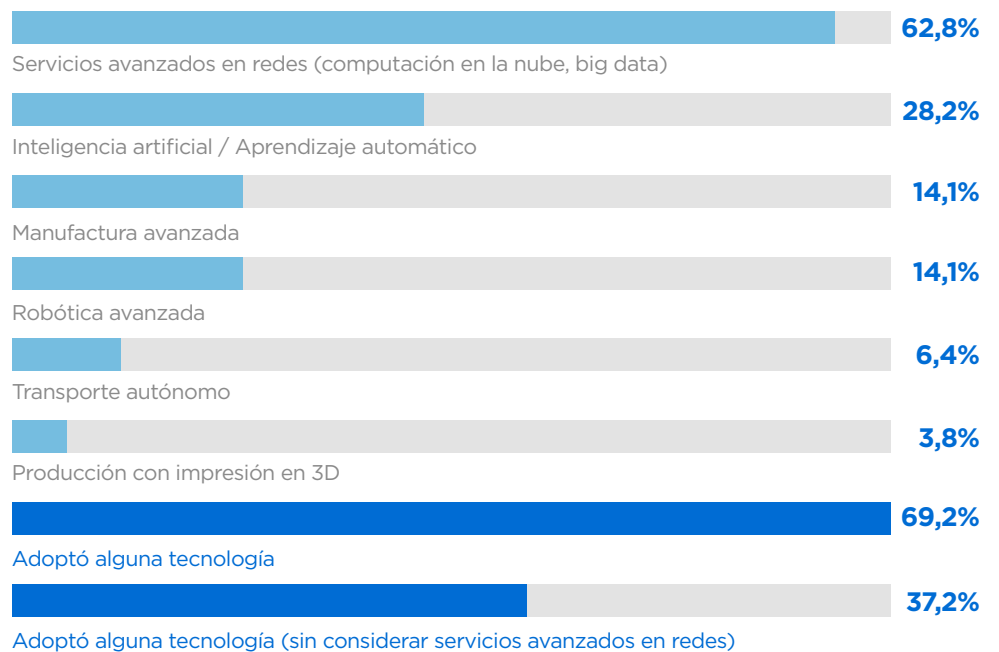 62,8%
Servicios avanzados en redes (computación en la nube, big data)
28,2%
Inteligencia artificial / Aprendizaje automático
14,1%
Manufactura avanzada
14,1%
Robótica avanzada
6,4%
Transporte autónomo
3,8%
Producción con impresión en 3D
69,2%
Adoptó alguna tecnología
37,2%
Adoptó alguna tecnología (sin considerar servicios avanzados en redes)